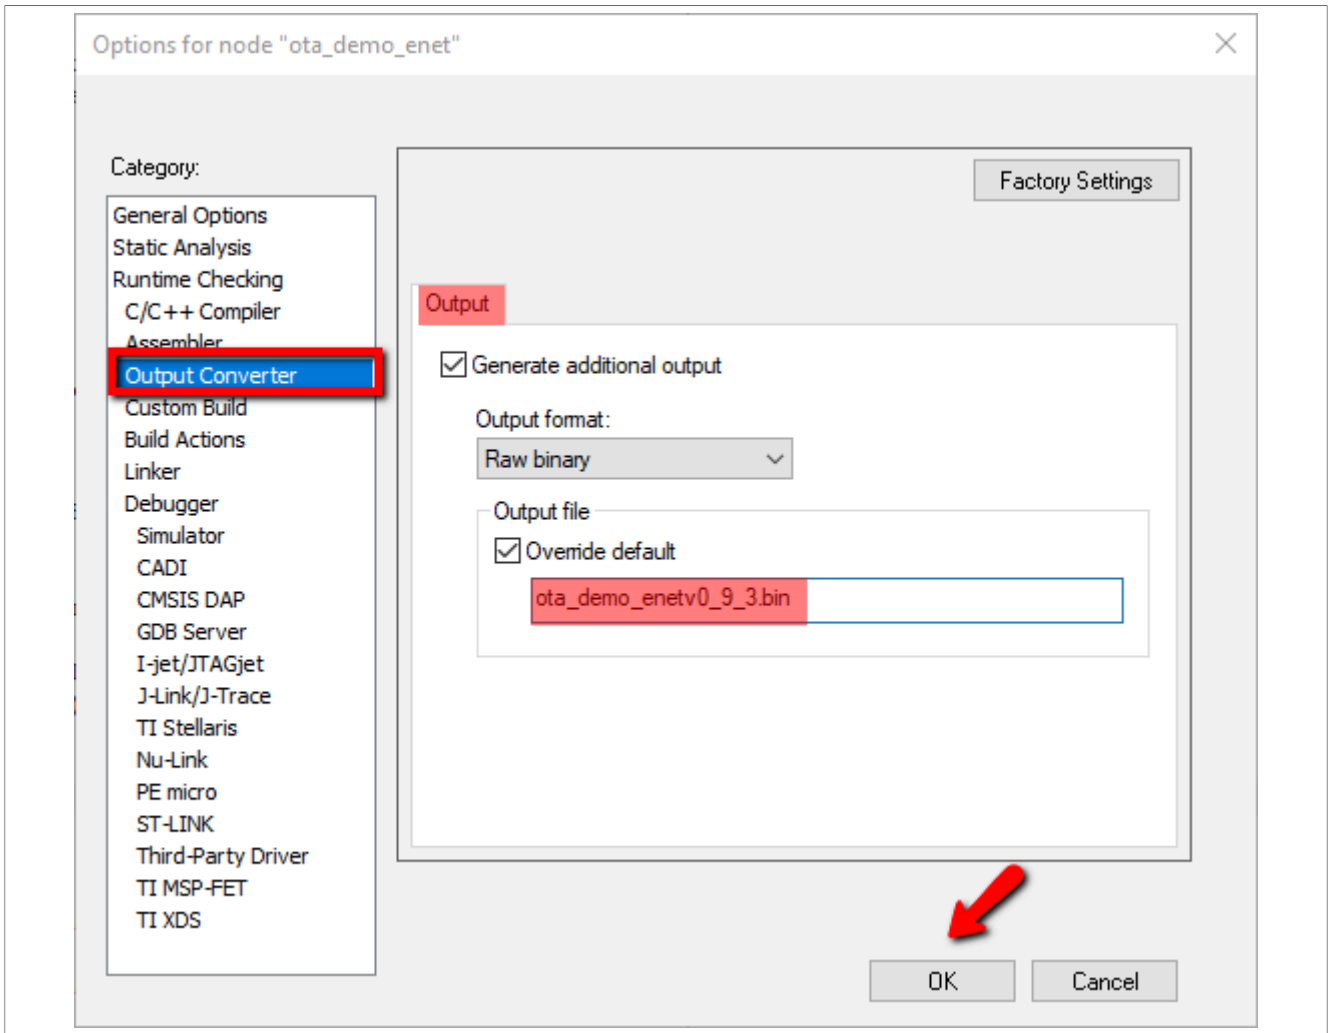 Options for node "ota_demo_enet"
Category:
Factory Settings
General Options
Static Analysis
Runtime Checking
C/C++ Compiler
Assembler
Output Converter
Custom Build
Build Actions
Linker
Debugger
Simulator
CADI
CMSIS DAP
GDB Server
I-jet/JTAGjet
J-Link/J-Trace
TI Stellaris
Nu-Link
PE micro
ST-LINK
Third-Party Driver
TI MSP-FET
TI XDS
Output
Generate additional output
Output format:
Raw binary
Output file
Override default
ota_demo_enetv0_9_3.bin
OK
Cancel